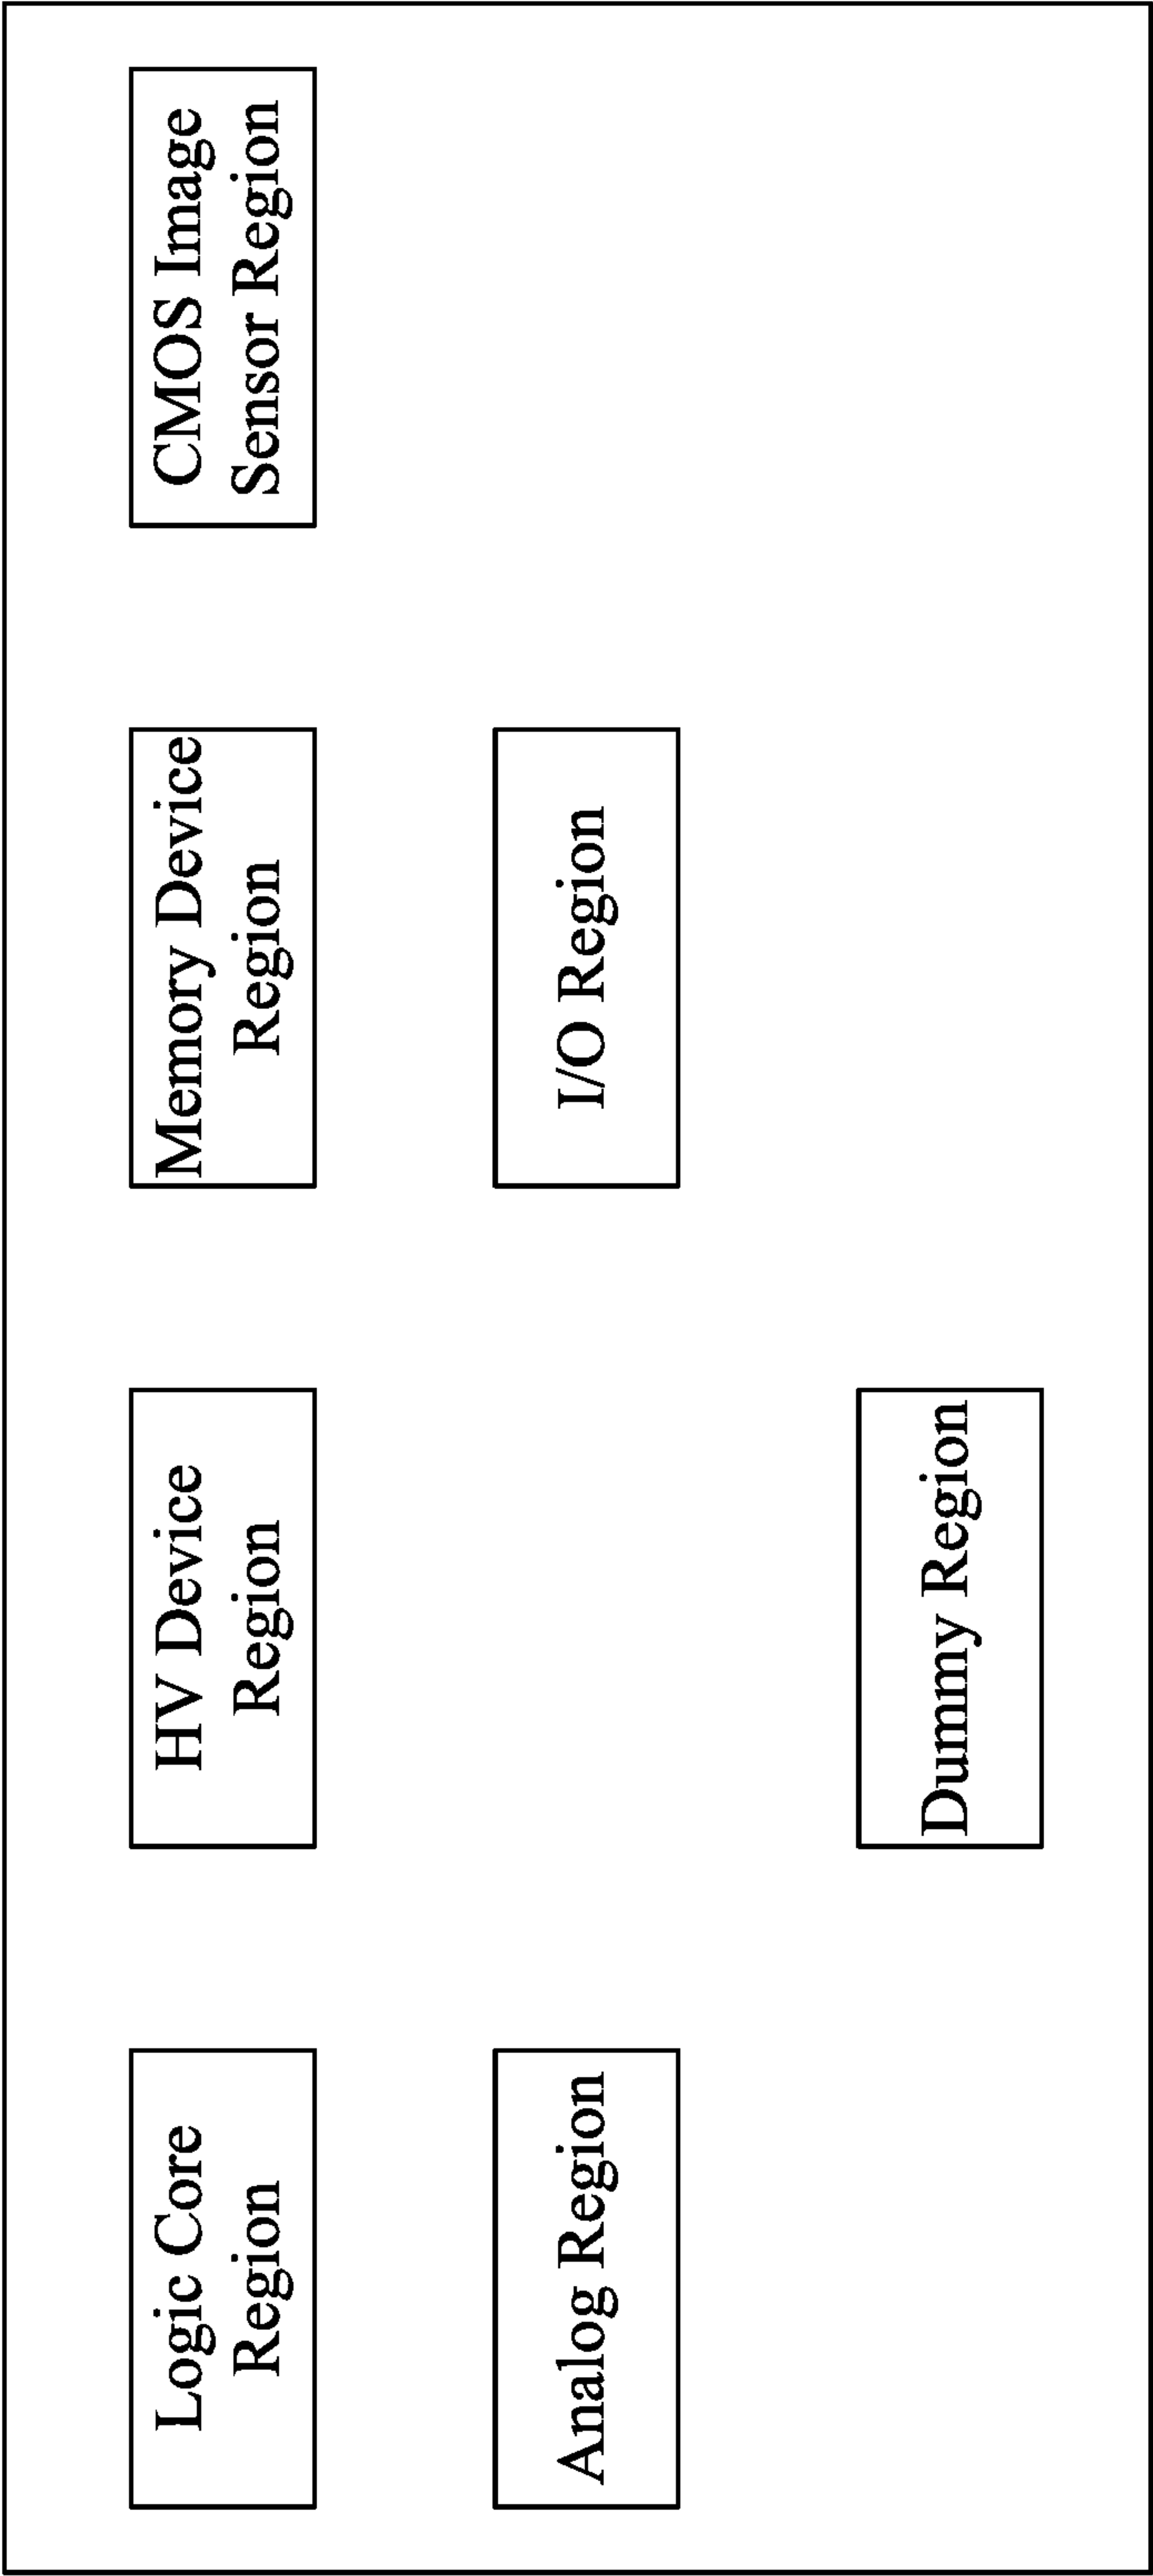 Logic Core
Region
HV Device
Region
Memory Device
Region
CMOS Image
Sensor Region
Analog Region
I/O Region
Dummy Region